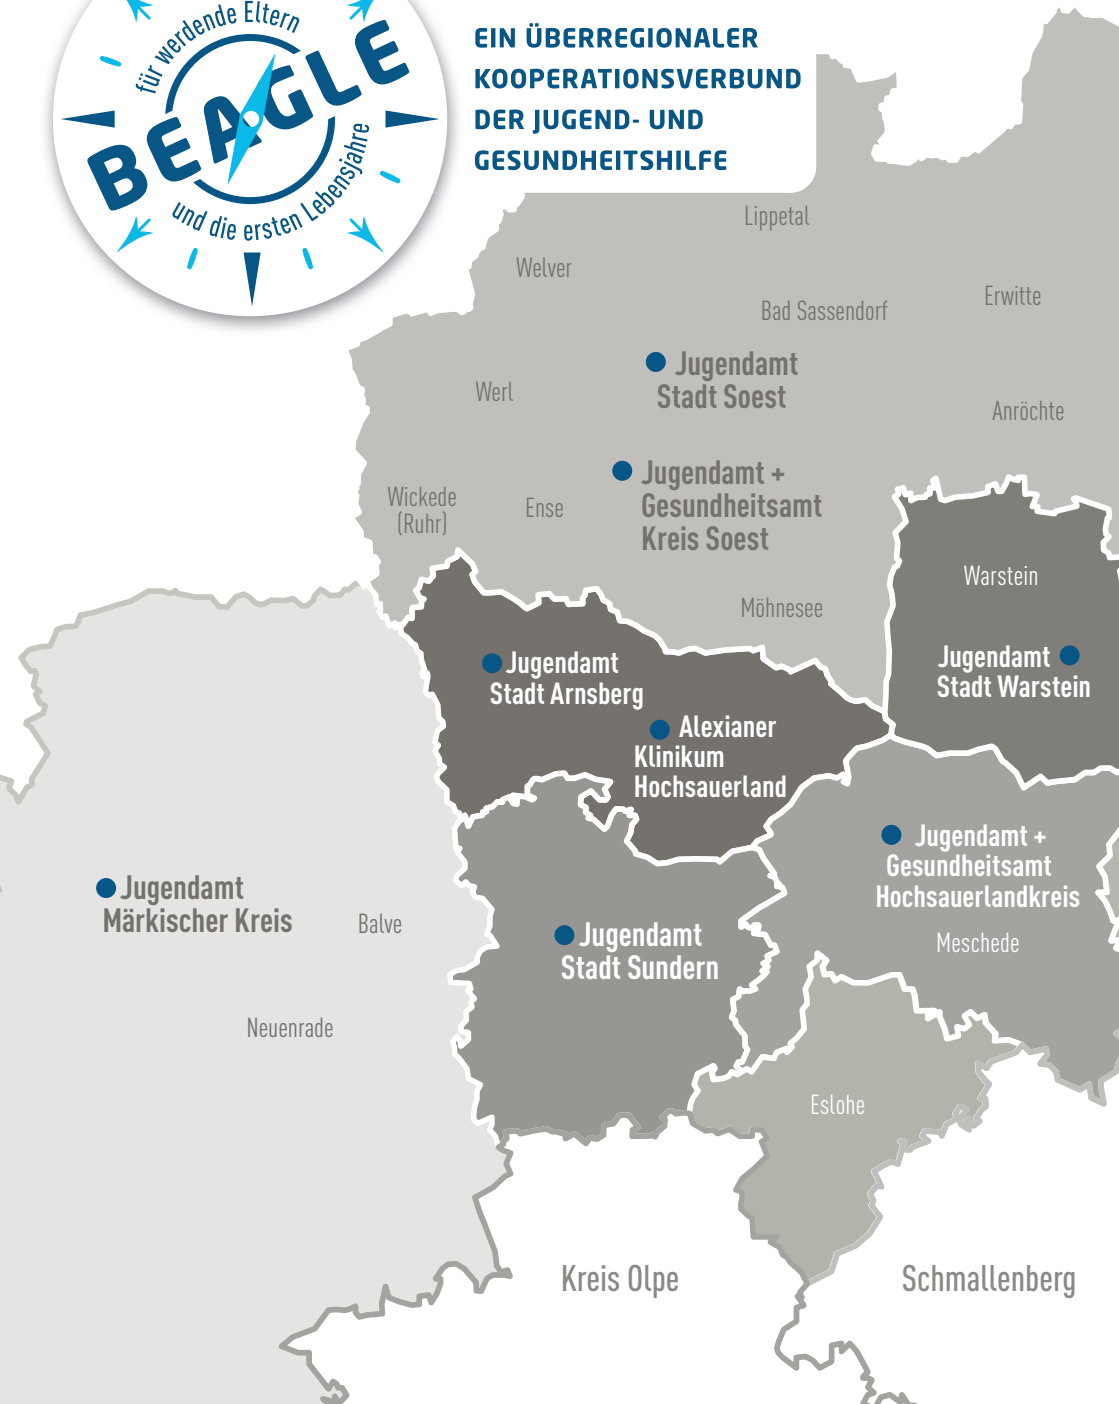 für werdende Eltern
BEAGLE
und die ersten Lebensjahre
EIN ÜBERREGIONALER
KOOPERATIONSVERBUND
DER JUGEND- UND
GESUNDHEITSHILFE
Lippetal
Welver
Erwitte
Bad Sassendorf
Jugendamt
Stadt Soest
Werl
Anröchte
Jugendamt +
Gesundheitsamt
Kreis Soest
Wickede
(Ruhr)
Ense
Warstein
Möhnesee
Jugendamt
Stadt Warstein
Jugendamt
Stadt Arnsberg
Alexianer
Klinikum
Hochsauerland
Jugendamt +
Gesundheitsamt
Hochsauerlandkreis
Jugendamt
Märkischer Kreis
Balve
Jugendamt
Stadt Sundern
Meschede
Neuenrade
Eslohe
Kreis Olpe
Schmallenberg